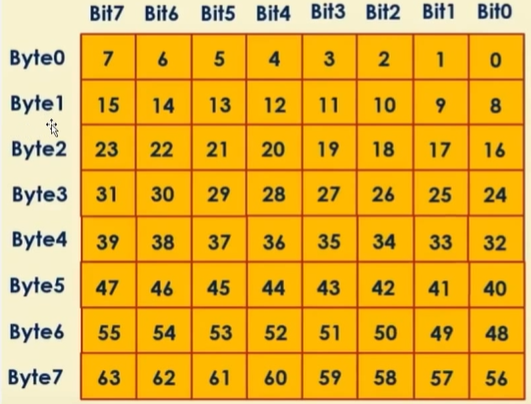 Bit7 Bit6 Bit5 Bit4 Bit3 Bit2 Bit1 Bit0
Byte0 7 6 5 4 3 2 1 0
Byte1 15 14 13 12 11 10 9 8
Byte2 23 22 21 20 19 18 17 16
Byte3 31 30 29 28 27 26 25 24
Byte4 39 38 37 36 35 34 33 32
Byte5 47 46 45 44 43 42 41 40
Byte6 55 54 53 52 51 50 49 48
Byte7 63 62 61 60 59 58 57 56